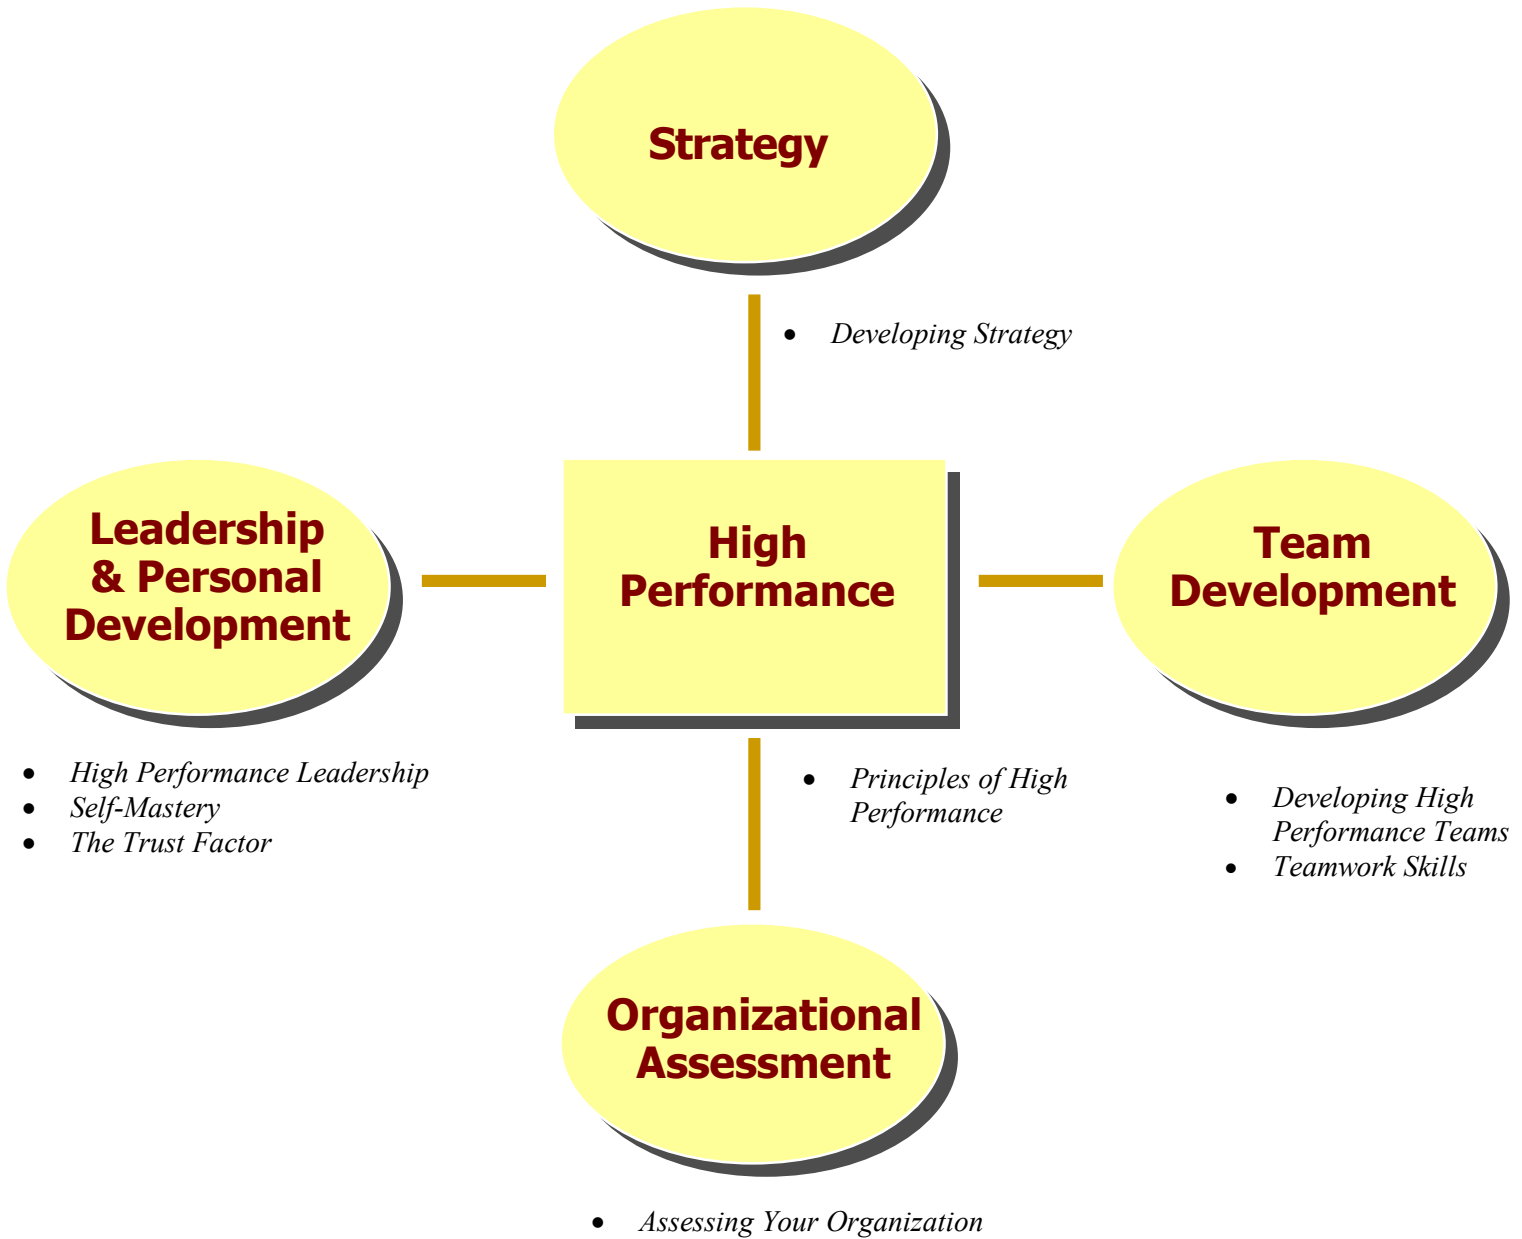 Strategy
• Developing Strategy
Leadership
& Personal
Development
High
Performance
Team
Development
• High Performance Leadership
• Self-Mastery
• The Trust Factor
• Principles of High
Performance
• Developing High
Performance Teams
• Teamwork Skills
Organizational
Assessment
• Assessing Your Organization